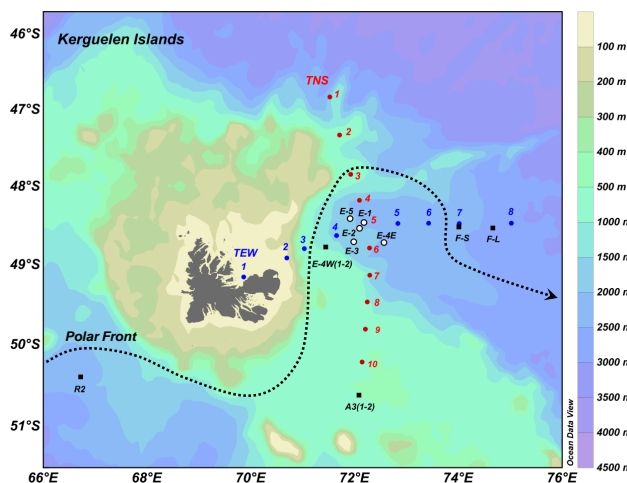 46°S
47°S
48°S
49°S
50°S
51°S
Kerguelen Islands
TNS
1
2
3
4
5
6
7
8
9
10
TEW
1
2
3
4
5
6
7
8
E-5
E-1
E-2
E-3
E-4E
E-4W(1-2)
F-S
F-L
Polar Front
R2
A3(1-2)
66°E
68°E
70°E
72°E
74°E
76°E
Ocean Data View
100 m
200 m
300 m
400 m
500 m
1000 m
1500 m
2000 m
2500 m
3000 m
3500 m
4000 m
4500 m